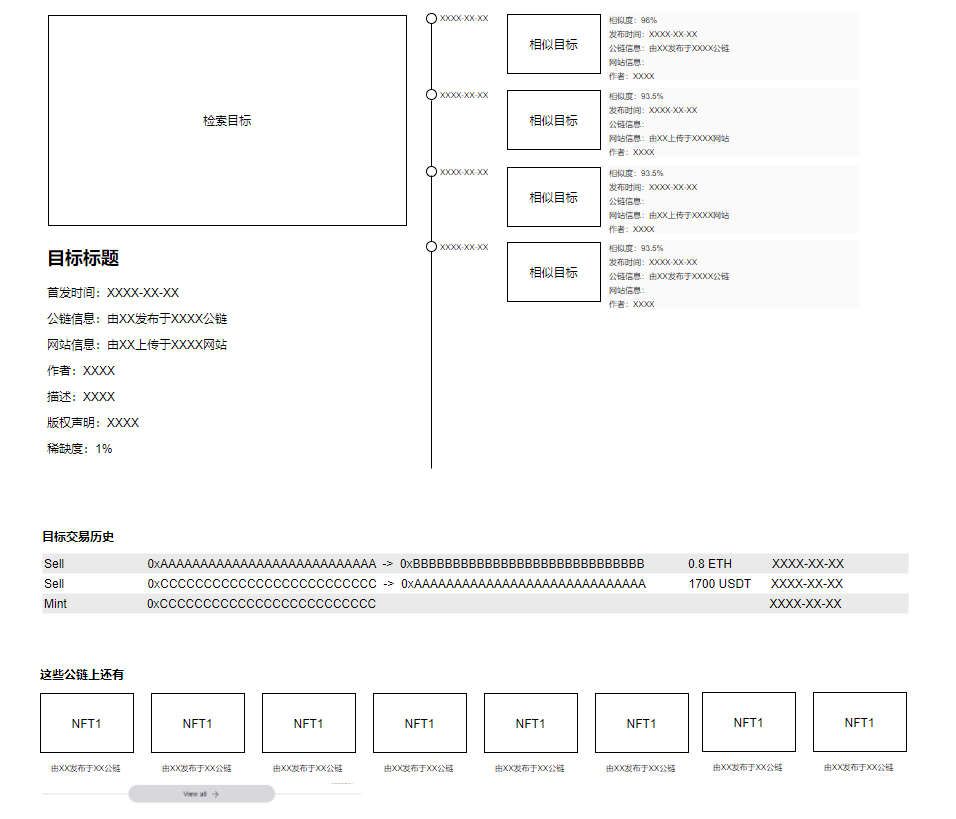 检索目标
目标标题
首发时间：XXXX-XX-XX
公链信息：由XX发布于XXXX公链
网站信息：由XX上传于XXXX网站
作者：XXXX
描述：XXXX
版权声明：XXXX
稀缺度：1%
XXXX-XX-XX
相似目标
相似度：96%
发布时间：XXXX-XX-XX
公链信息：由XX发布于XXXX公链
网站信息：
作者：XXXX
XXXX-XX-XX
相似目标
相似度：93.5%
发布时间：XXXX-XX-XX
公链信息：
网站信息：由XX上传于XXXX网站
作者：XXXX
XXXX-XX-XX
相似目标
相似度：93.5%
发布时间：XXXX-XX-XX
公链信息：
网站信息：由XX上传于XXXX网站
作者：XXXX
XXXX-XX-XX
相似目标
相似度：93.5%
发布时间：XXXX-XX-XX
公链信息：由XX发布于XXXX公链
网站信息：
作者：XXXX
目标交易历史
Sell 0xAAAAAAAAAAAAAAAAAAAAAAAAAAA -> 0xBBBBBBBBBBBBBBBBBBBBBBBBBBBBB 0.8 ETH XXXX-XX-XX
Sell 0xCCCCCCCCCCCCCCCCCCCCCCCCC -> 0xAAAAAAAAAAAAAAAAAAAAAAAAAAAAA 1700 USDT XXXX-XX-XX
Mint 0xCCCCCCCCCCCCCCCCCCCCCCCCC XXXX-XX-XX
这些公链上还有
NFT1 NFT1 NFT1 NFT1 NFT1 NFT1 NFT1 NFT1
由XX发布于XX公链 由XX发布于XX公链 由XX发布于XX公链 由XX发布于XX公链 由XX发布于XX公链 由XX发布于XX公链 由XX发布于XX公链 由XX发布于XX公链
View all →